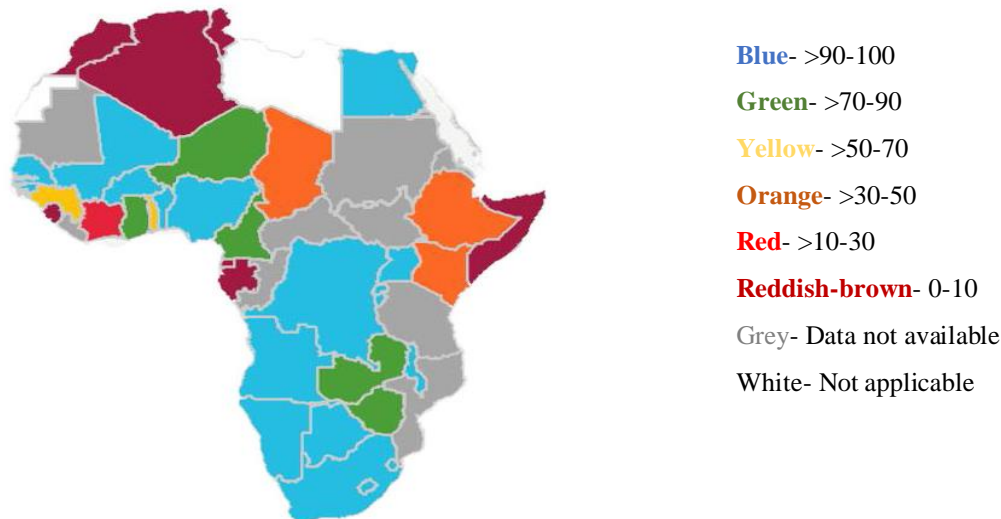 Blue- >90-100
Green- >70-90
Yellow- >50-70
Orange- >30-50
Red- >10-30
Reddish-brown- 0-10
Grey- Data not available
White- Not applicable